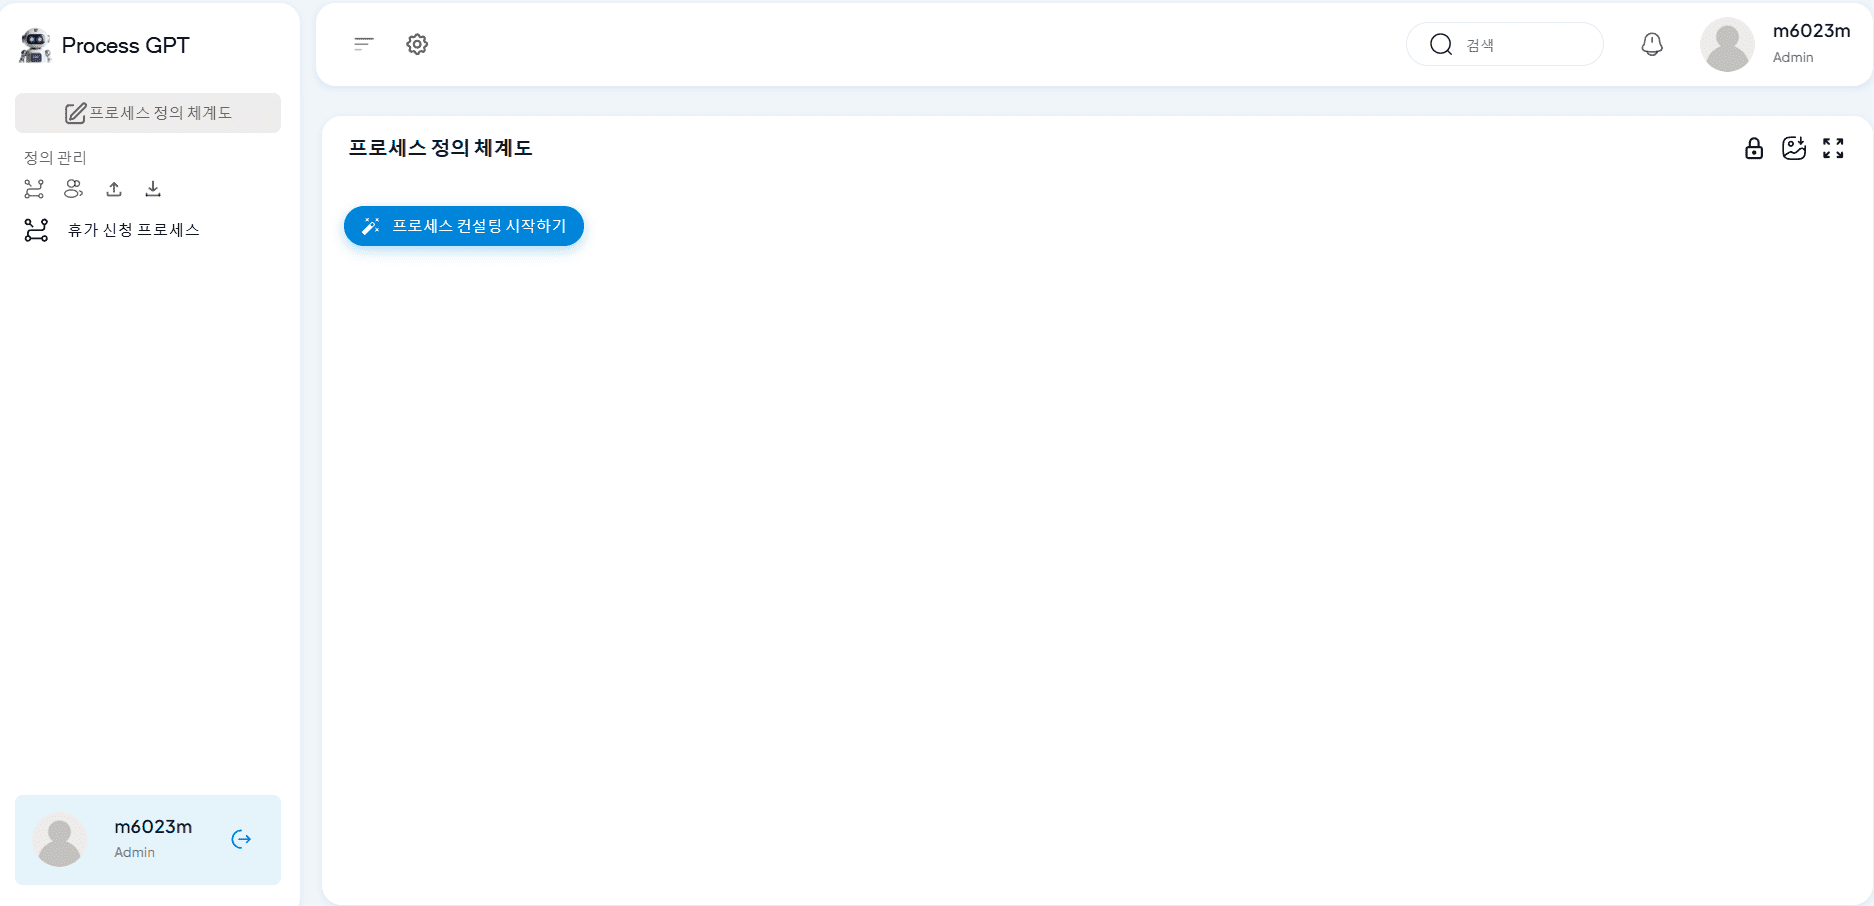 Process GPT
프로세스 정의 체계도
정의 관리
휴가 신청 프로세스
m6023m
Admin
검색
m6023m
Admin
프로세스 정의 체계도
프로세스 컨설팅 시작하기